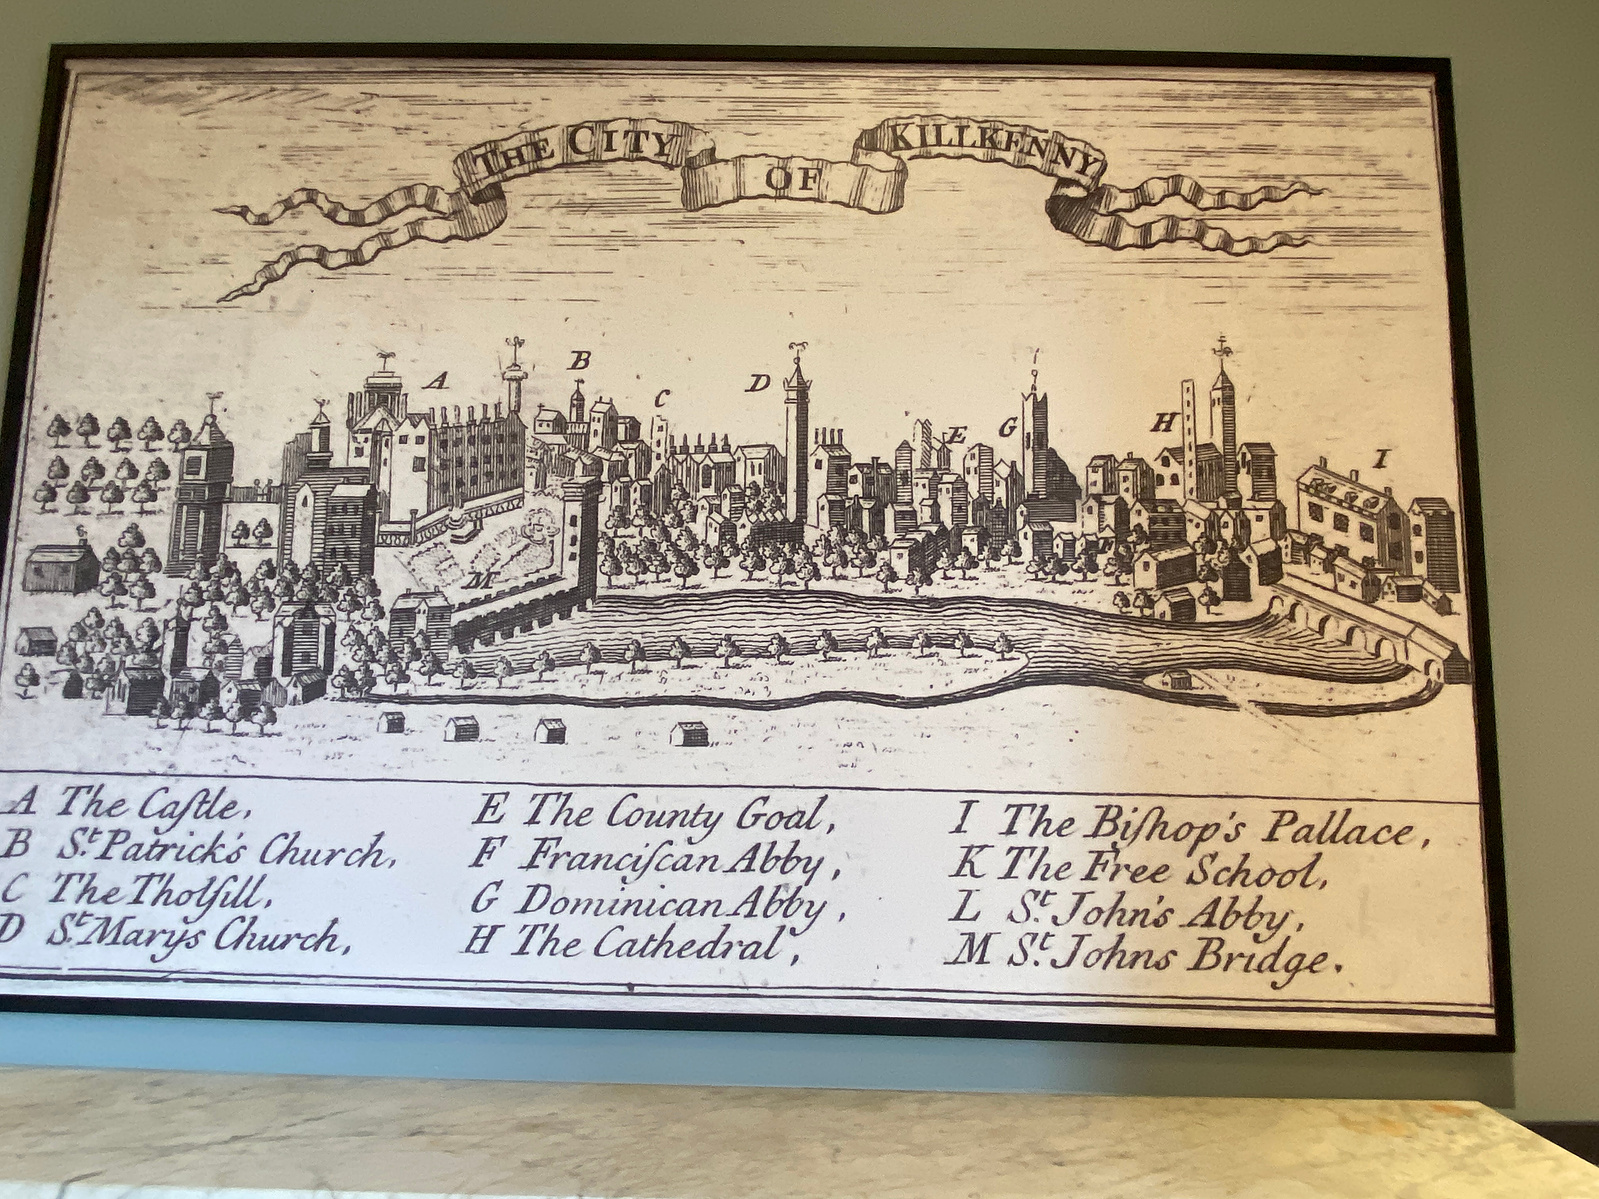 THE CITY OF KILLKENNY
A
B
C
D
E
G
H
I
M
A The Caſtle,
B St. Patrick's Church,
C The Tholſill,
D St. Marys Church,
E The County Goal,
F Franciſcan Abby,
G Dominican Abby,
H The Cathedral,
I The Biſhop's Pallace,
K The Free School,
L St. John's Abby,
M St. Johns Bridge.